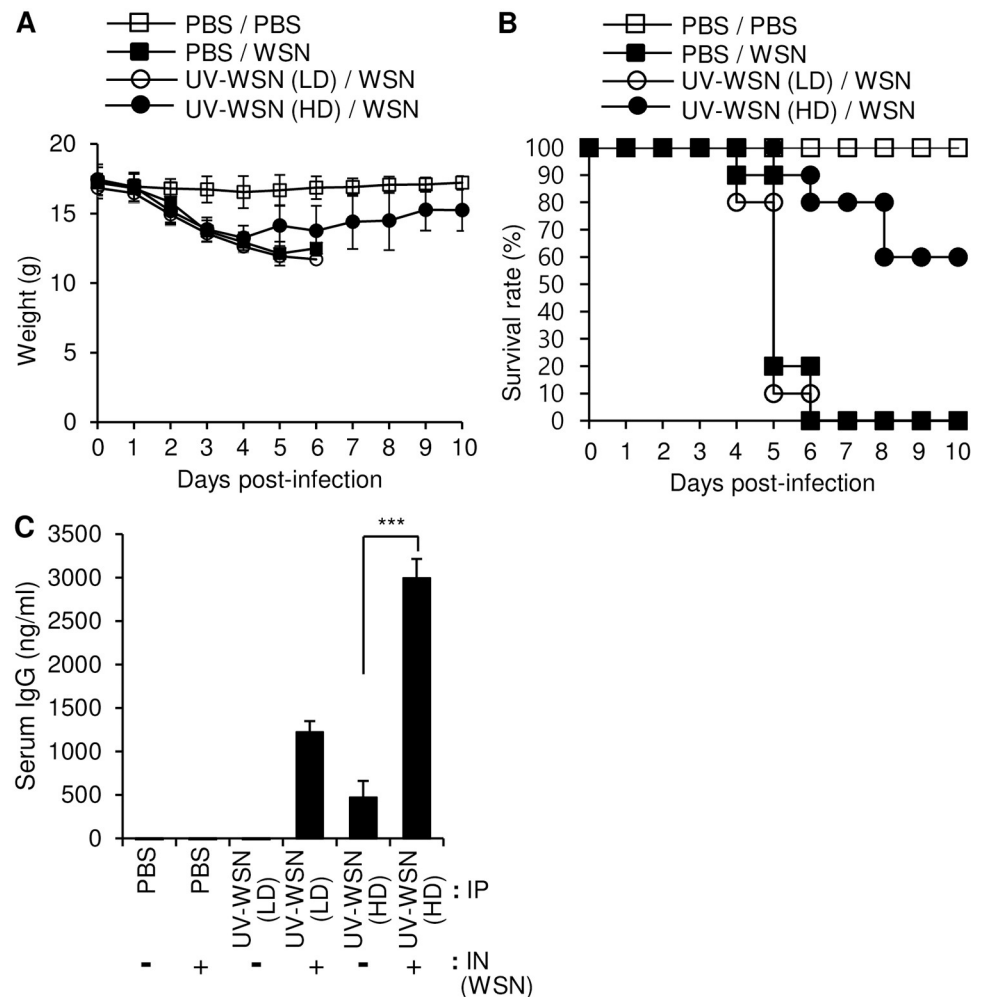 A
PBS / PBS
PBS / WSN
UV-WSN (LD) / WSN
UV-WSN (HD) / WSN
20
15
10
5
0
Weight (g)
0 1 2 3 4 5 6 7 8 9 10
Days post-infection
B
PBS / PBS
PBS / WSN
UV-WSN (LD) / WSN
UV-WSN (HD) / WSN
100
90
80
70
60
50
40
30
20
10
0
Survival rate (%)
0 1 2 3 4 5 6 7 8 9 10
Days post-infection
C
***
3500
3000
2500
2000
1500
1000
500
0
Serum IgG (ng/ml)
PBS
PBS
UV-WSN
(LD)
UV-WSN
(LD)
UV-WSN
(HD)
UV-WSN
(HD)
: IP
- + - + - + : IN
(WSN)